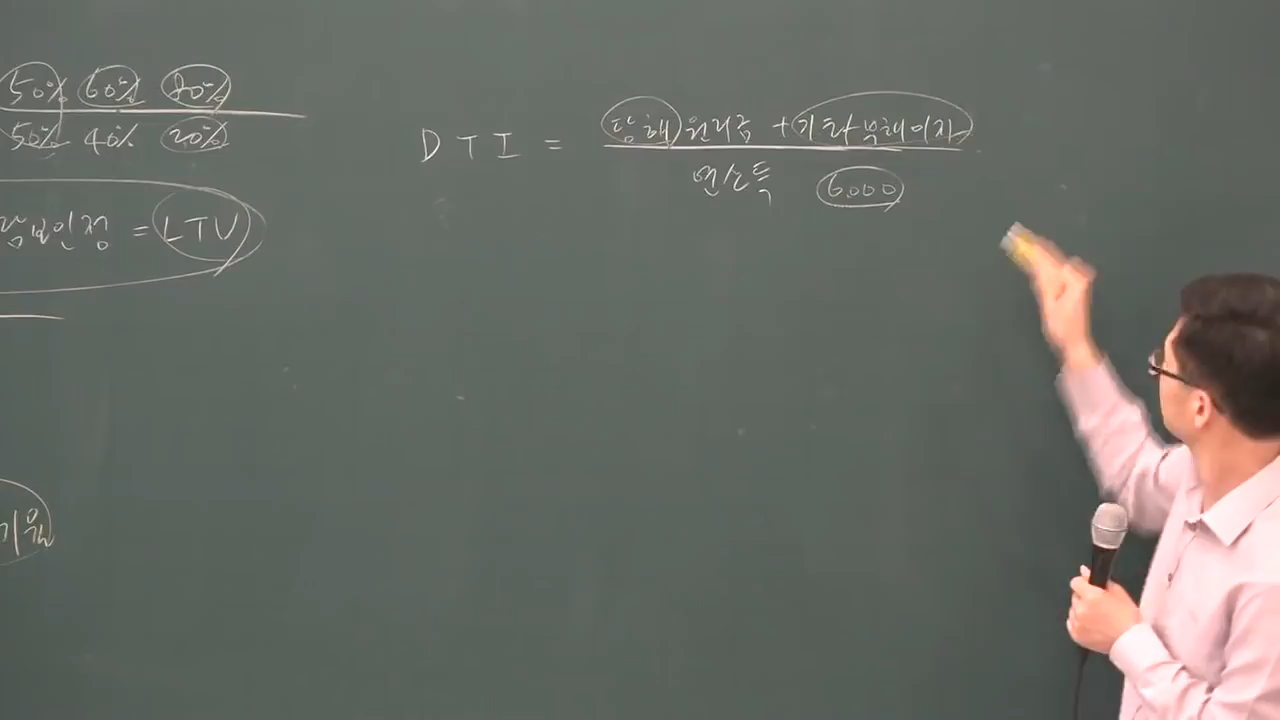 50% 60% 80%
50% 40% 20%
담보인정 = LTV
DTI = 당해 원리금 + 기타부채이자
연소득 6,000